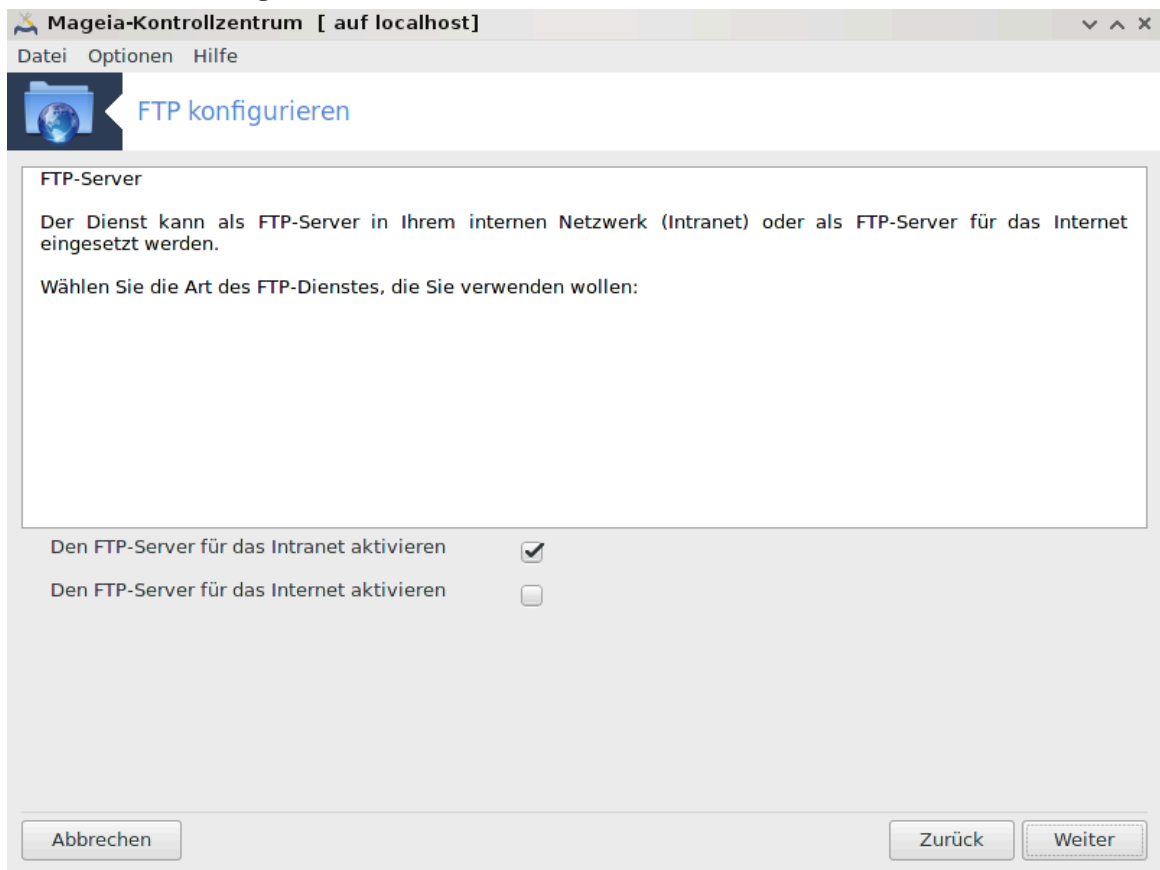 Mageia-Kontrollzentrum [ auf localhost]
Datei Optionen Hilfe
FTP konfigurieren
FTP-Server
Der Dienst kann als FTP-Server in Ihrem internen Netzwerk (Intranet) oder als FTP-Server für das Internet
eingesetzt werden.
Wählen Sie die Art des FTP-Dienstes, die Sie verwenden wollen:
Den FTP-Server für das Intranet aktivieren
Den FTP-Server für das Internet aktivieren
Abbrechen Zurück Weiter